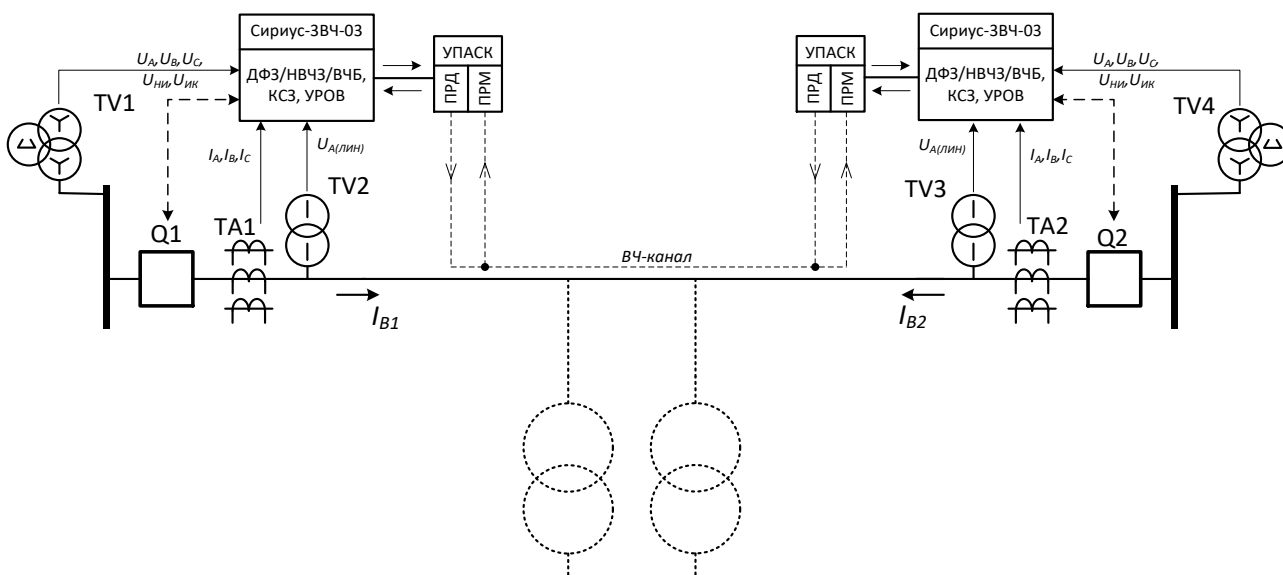 Сириус-3ВЧ-03
ДФЗ/НВЧЗ/ВЧБ,
КСЗ, УРОВ
УПАСК
ПРД
ПРМ
UA,UB,UC,
UНИ,UИК
TV1
IA,IB,IC
UA(ЛИН)
TV2
TA1
Q1
IB1
ВЧ-канал
УПАСК
ПРД
ПРМ
Сириус-3ВЧ-03
ДФЗ/НВЧЗ/ВЧБ,
КСЗ, УРОВ
UA,UB,UC,
UНИ,UИК
TV4
UA(ЛИН)
IA,IB,IC
TV3
TA2
Q2
IB2